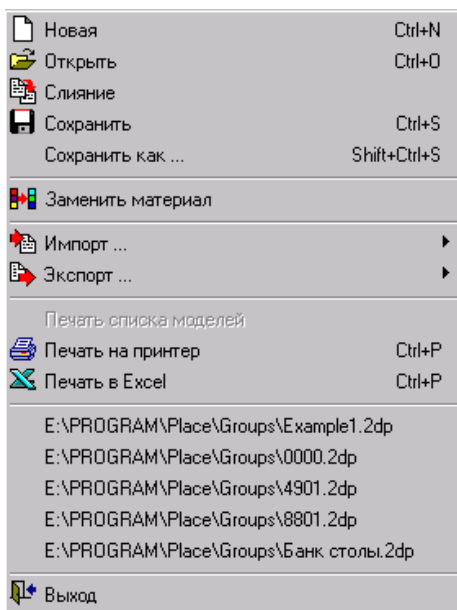 Новая Ctrl+N
Открыть Ctrl+O
Слияние
Сохранить Ctrl+S
Сохранить как ... Shift+Ctrl+S
Заменить материал
Импорт ...
Экспорт ...
Печать списка моделей
Печать на принтер Ctrl+P
Печать в Excel Ctrl+P
E:\PROGRAM\Place\Groups\Example1.2dp
E:\PROGRAM\Place\Groups\0000.2dp
E:\PROGRAM\Place\Groups\4901.2dp
E:\PROGRAM\Place\Groups\8801.2dp
E:\PROGRAM\Place\Groups\Банк столы.2dp
Выход